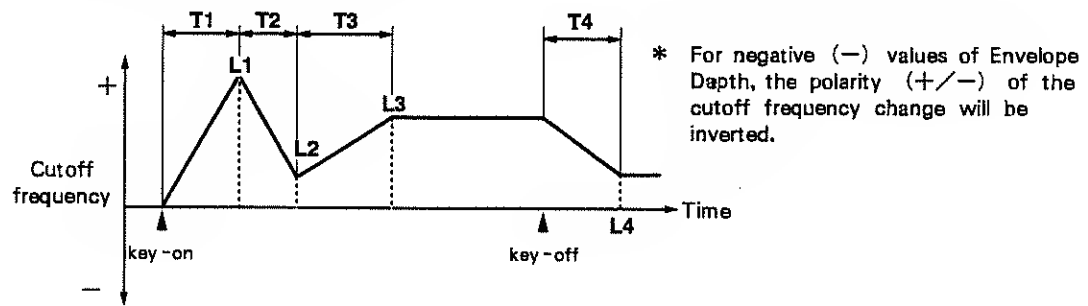 T1 T2 T3 T4
L1
+
L3
L2
Cutoff
frequency
Time
L4
key-on
key-off
−
* For negative (−) values of Envelope
Dapth, the polarity (+/−) of the
cutoff frequency change will be
inverted.